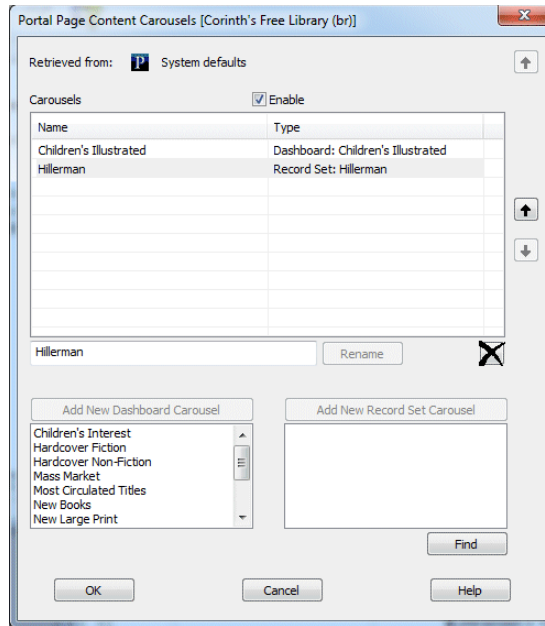 Portal Page Content Carousels [Corinth's Free Library (br)]
Retrieved from: P System defaults
Carousels Enable
Name Type
Children's Illustrated Dashboard: Children's Illustrated
Hillerman Record Set: Hillerman
Hillerman Rename
Add New Dashboard Carousel Add New Record Set Carousel
Children's Interest
Hardcover Fiction
Hardcover Non-Fiction
Mass Market
Most Circulated Titles
New Books
New Large Print
Find
OK Cancel Help